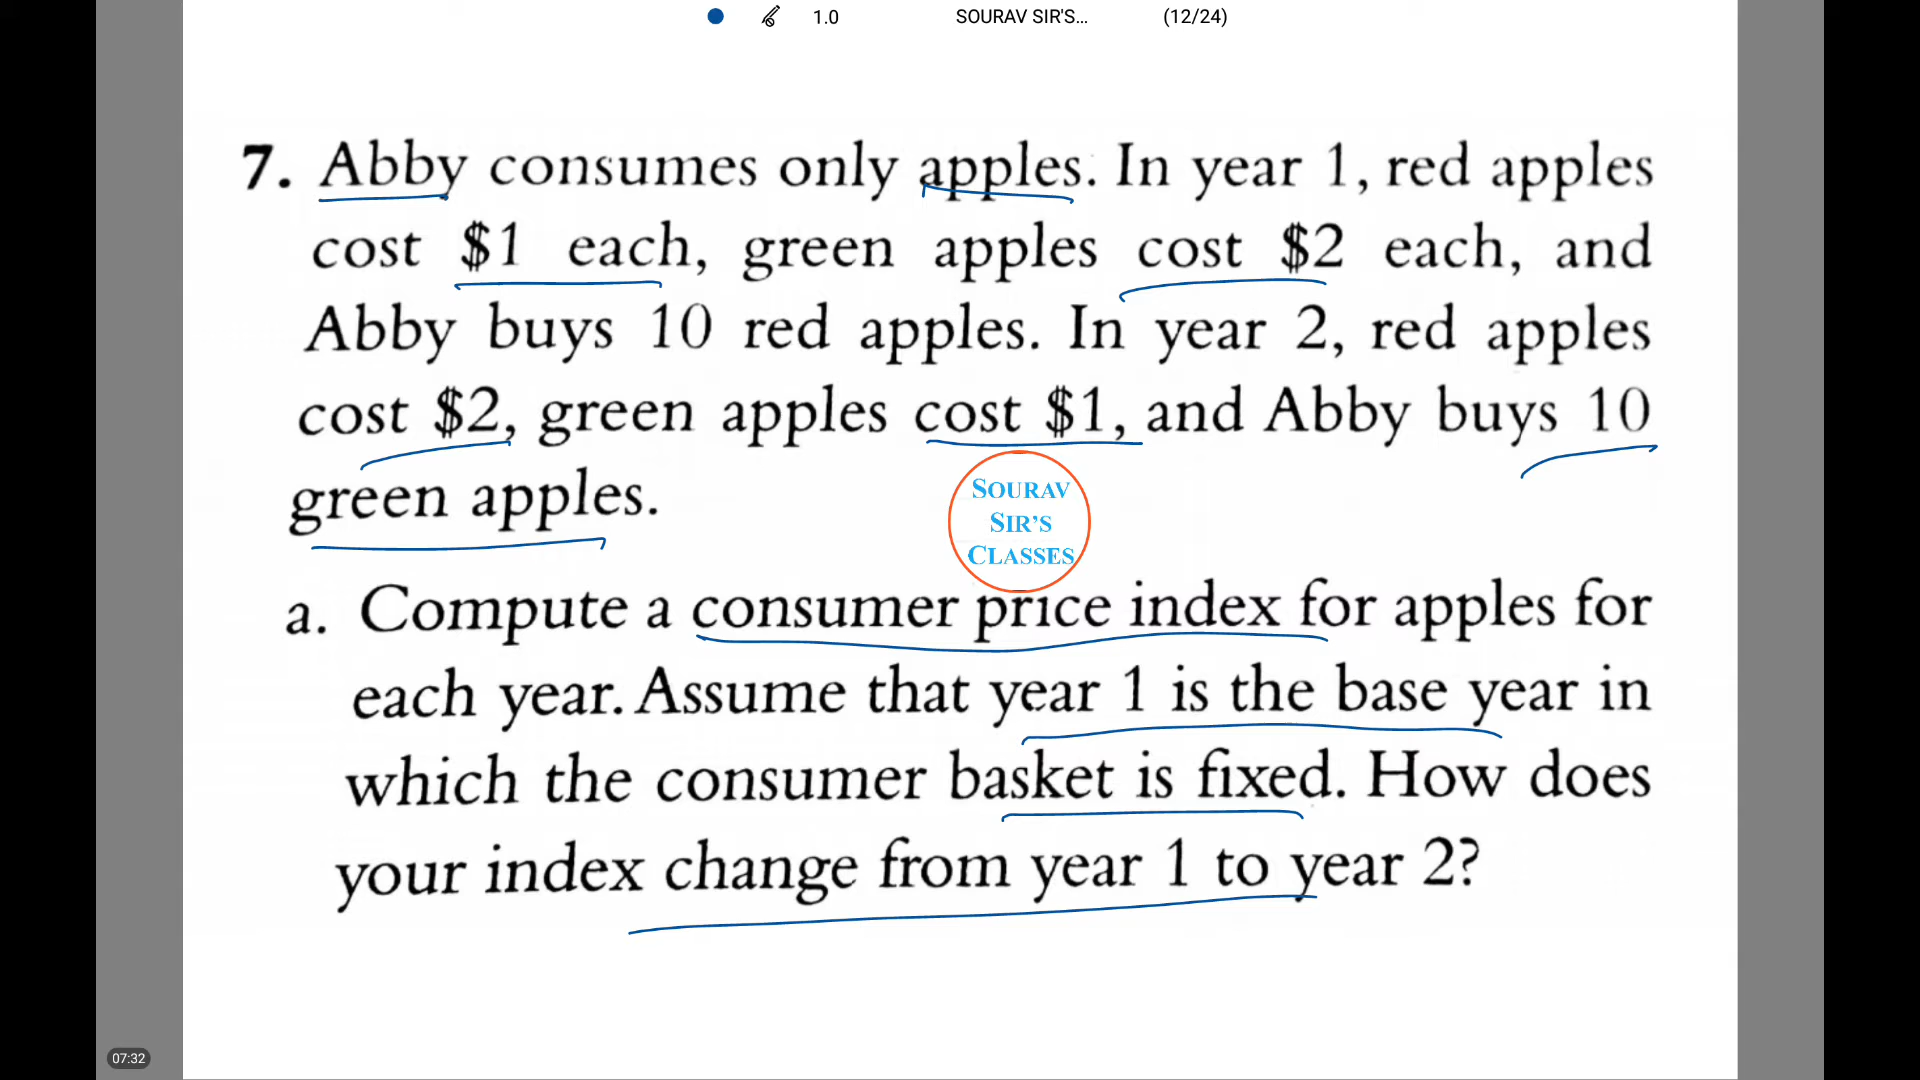 1.0 SOURAV SIR'S... (12/24)
7. Abby consumes only apples. In year 1, red apples
cost $1 each, green apples cost $2 each, and
Abby buys 10 red apples. In year 2, red apples
cost $2, green apples cost $1, and Abby buys 10
green apples.
SOURAV
SIR'S
CLASSES
a. Compute a consumer price index for apples for
each year. Assume that year 1 is the base year in
which the consumer basket is fixed. How does
your index change from year 1 to year 2?
07:32